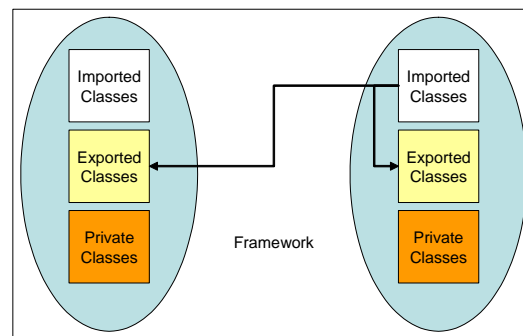 Imported
Classes
Exported
Classes
Private
Classes
Framework
Imported
Classes
Exported
Classes
Private
Classes